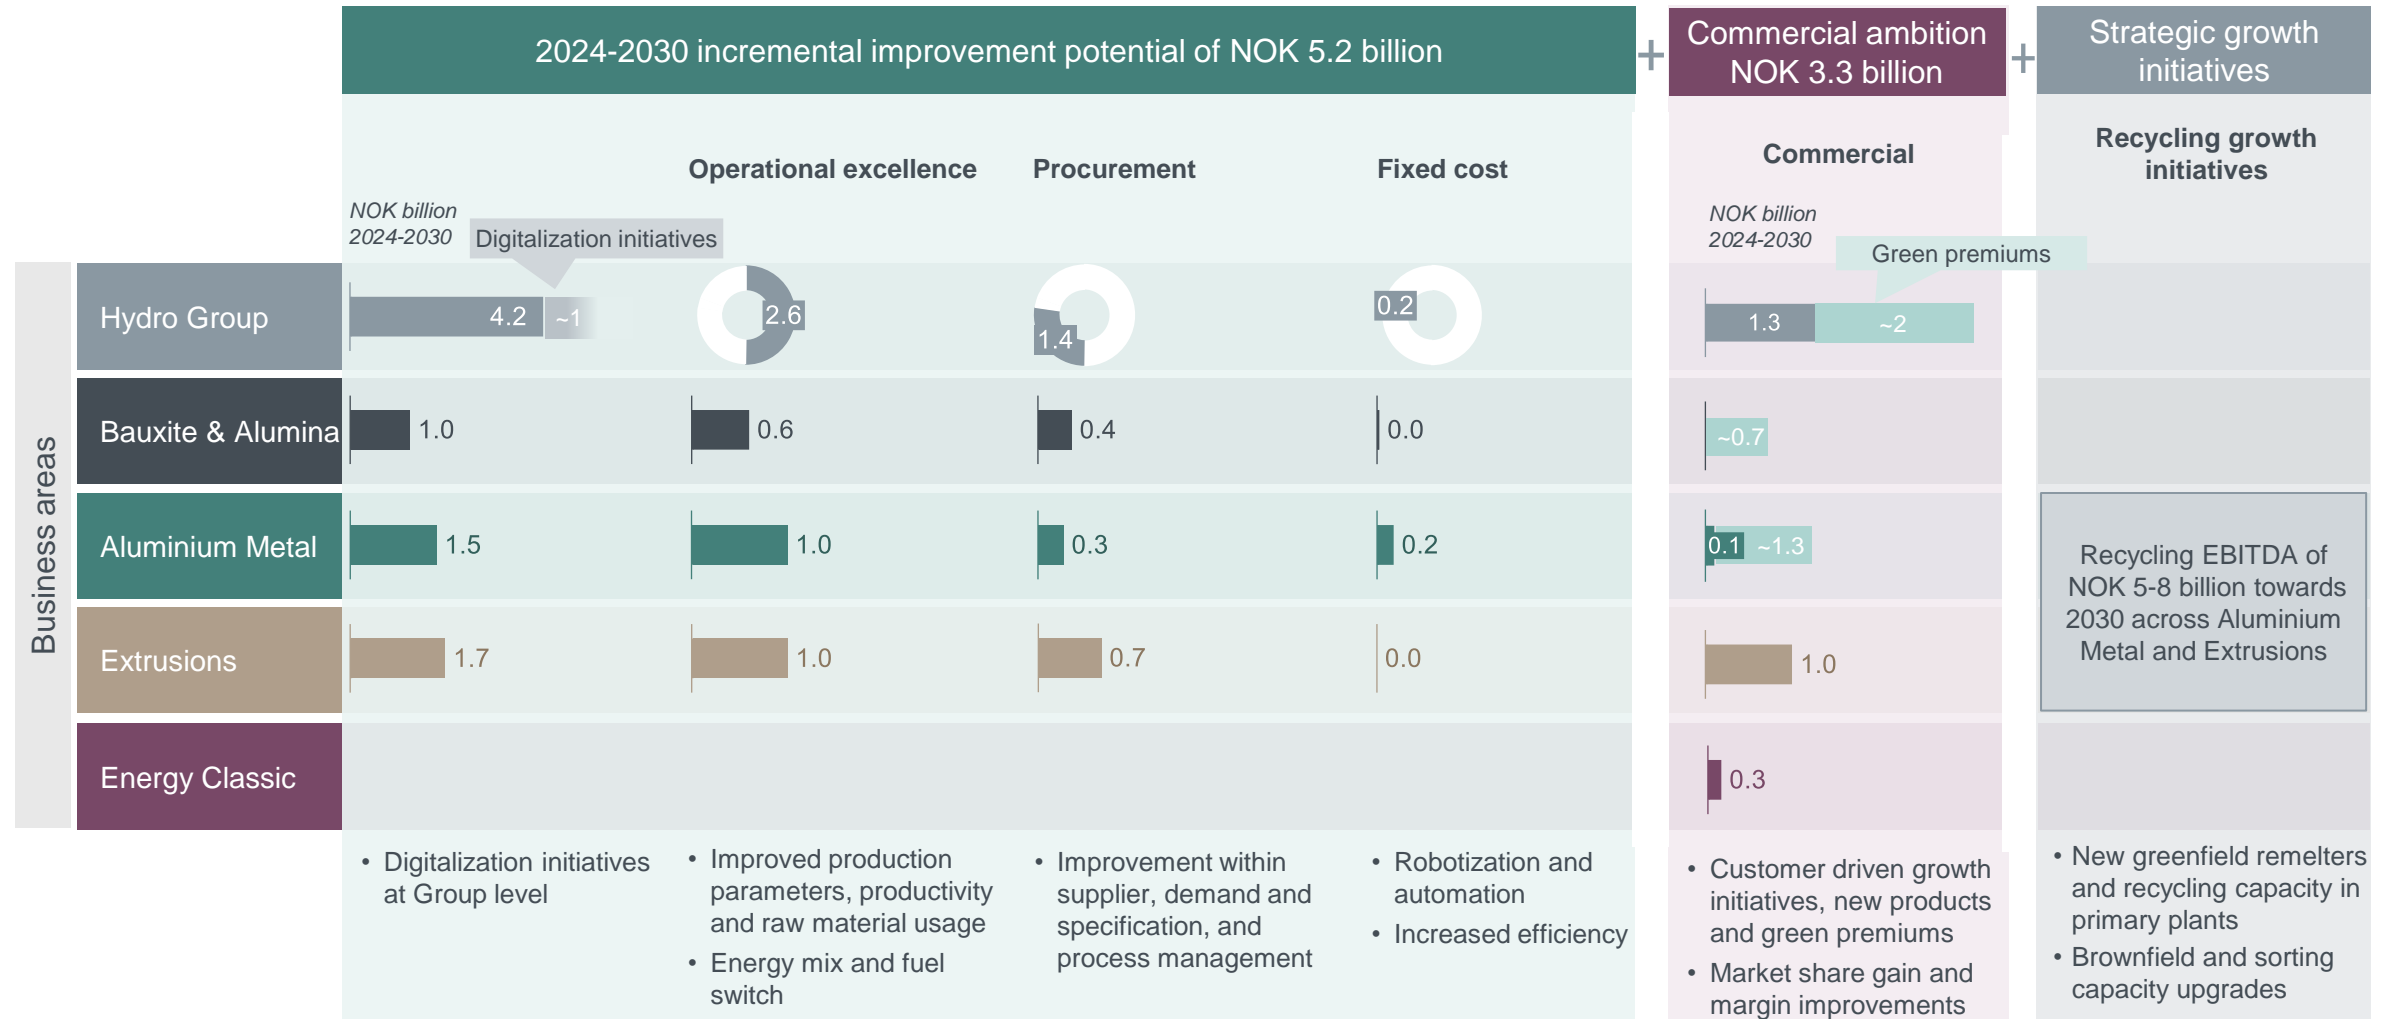 2024-2030 incremental improvement potential of NOK 5.2 billion
+
Commercial ambition
NOK 3.3 billion
+
Strategic growth
initiatives
Operational excellence
Procurement
Fixed cost
Commercial
Recycling growth
initiatives
NOK billion
2024-2030
Digitalization initiatives
NOK billion
2024-2030
Green premiums
Business areas
Hydro Group
4.2
~1
2.6
1.4
0.2
1.3
~2
Bauxite & Alumina
1.0
0.6
0.4
0.0
~0.7
Aluminium Metal
1.5
1.0
0.3
0.2
0.1
~1.3
Recycling EBITDA of
NOK 5-8 billion towards
2030 across Aluminium
Metal and Extrusions
Extrusions
1.7
1.0
0.7
0.0
1.0
Energy Classic
0.3
• Digitalization initiatives
at Group level
• Improved production
parameters, productivity
and raw material usage
• Energy mix and fuel
switch
• Improvement within
supplier, demand and
specification, and
process management
• Robotization and
automation
• Increased efficiency
• Customer driven growth
initiatives, new products
and green premiums
• Market share gain and
margin improvements
• New greenfield remelters
and recycling capacity in
primary plants
• Brownfield and sorting
capacity upgrades